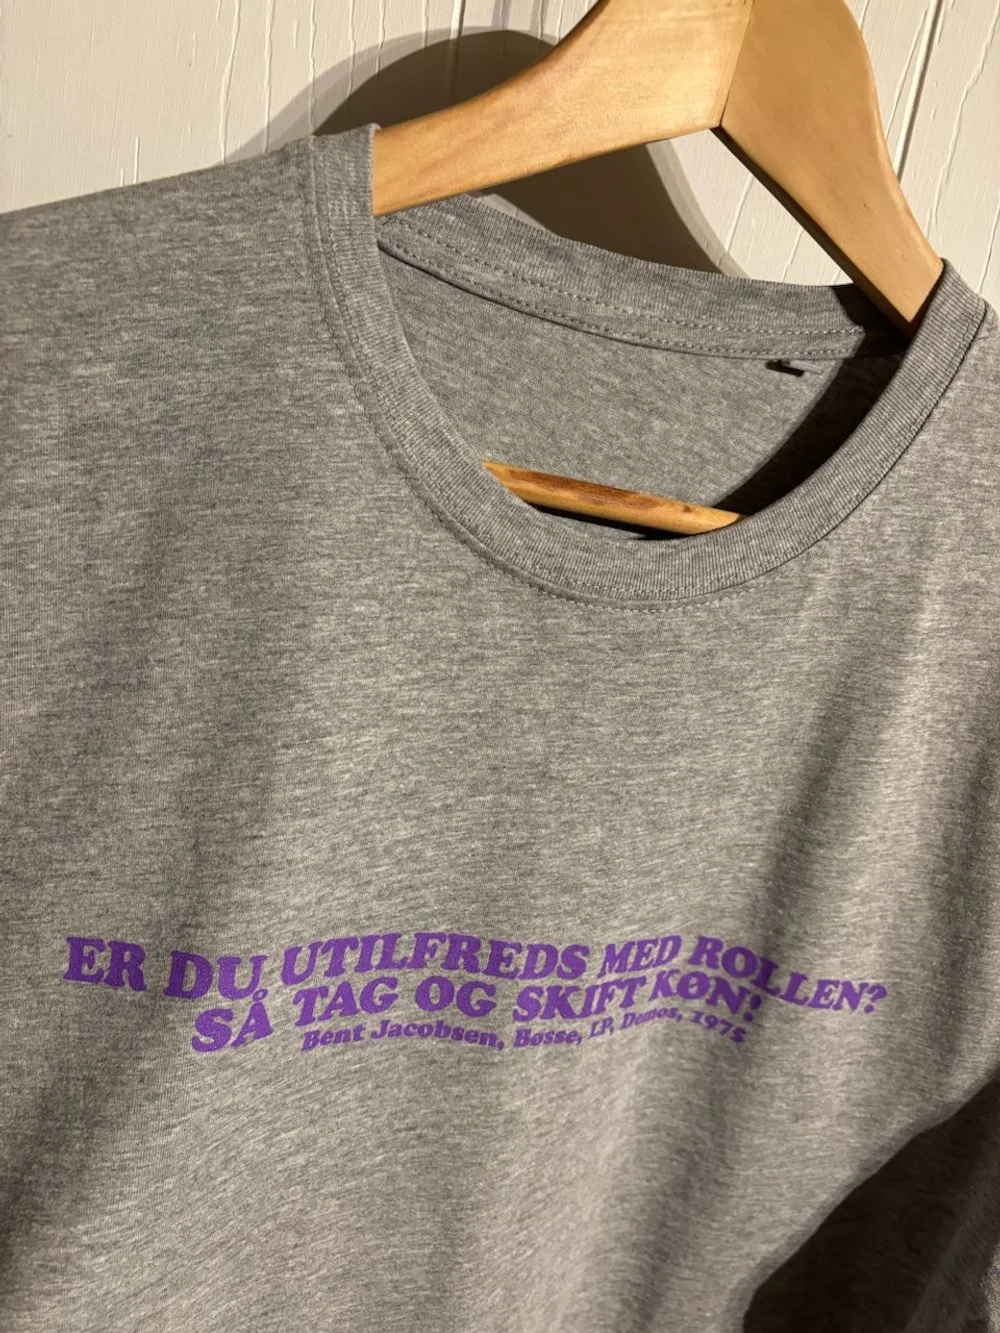 ER DU UTILFREDS MED ROLLEN?
SÅ TAG OG SKIFT KØN!
Bent Jacobsen, Bøsse, LP, Demos, 1975